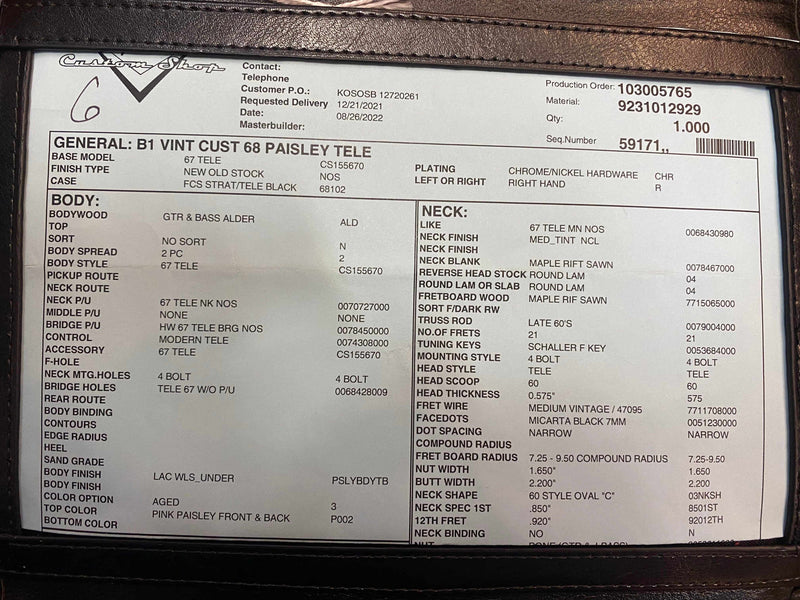 Custom Shop
6
Contact:
Telephone
Customer P.O.: KOSOSB 12720261
Requested Delivery 12/21/2021
Date: 08/26/2022
Masterbuilder:
Production Order: 103005765
Material: 9231012929
Qty: 1.000
Seq.Number 59171,,
GENERAL: B1 VINT CUST 68 PAISLEY TELE
BASE MODEL 67 TELE CS155670
FINISH TYPE NEW OLD STOCK NOS
CASE FCS STRAT/TELE BLACK 68102
PLATING CHROME/NICKEL HARDWARE CHR
LEFT OR RIGHT RIGHT HAND R
BODY:
BODYWOOD GTR & BASS ALDER ALD
TOP
SORT NO SORT N
BODY SPREAD 2 PC 2
BODY STYLE 67 TELE CS155670
PICKUP ROUTE
NECK ROUTE
NECK P/U 67 TELE NK NOS 0070727000
MIDDLE P/U NONE NONE
BRIDGE P/U HW 67 TELE BRG NOS 0078450000
CONTROL MODERN TELE 0074308000
ACCESSORY 67 TELE CS155670
F-HOLE
NECK MTG.HOLES 4 BOLT 4 BOLT
BRIDGE HOLES TELE 67 W/O P/U 0068428009
REAR ROUTE
BODY BINDING
CONTOURS
EDGE RADIUS
HEEL
SAND GRADE
BODY FINISH LAC WLS_UNDER PSLYBDYTB
BODY FINISH
COLOR OPTION AGED 3
TOP COLOR PINK PAISLEY FRONT & BACK P002
BOTTOM COLOR
NECK:
LIKE 67 TELE MN NOS 0068430980
NECK FINISH MED_TINT NCL
NECK FINISH
NECK BLANK MAPLE RIFT SAWN 0078467000
REVERSE HEAD STOCK ROUND LAM 04
ROUND LAM OR SLAB ROUND LAM 04
FRETBOARD WOOD MAPLE RIF SAWN 7715065000
SORT F/DARK RW
TRUSS ROD LATE 60'S 0079004000
NO.OF FRETS 21 21
TUNING KEYS SCHALLER F KEY 0053684000
MOUNTING STYLE 4 BOLT 4 BOLT
HEAD STYLE TELE TELE
HEAD SCOOP 60 60
HEAD THICKNESS 0.575" 575
FRET WIRE MEDIUM VINTAGE / 47095 7711708000
FACEDOTS MICARTA BLACK 7MM 0051230000
DOT SPACING NARROW NARROW
COMPOUND RADIUS
FRET BOARD RADIUS 7.25 - 9.50 COMPOUND RADIUS 7.25-9.50
NUT WIDTH 1.650" 1.650
BUTT WIDTH 2.200" 2.200
NECK SHAPE 60 STYLE OVAL "C" 03NKSH
NECK SPEC 1ST .850" 8501ST
12TH FRET .920" 92012TH
NECK BINDING NO N
NUT